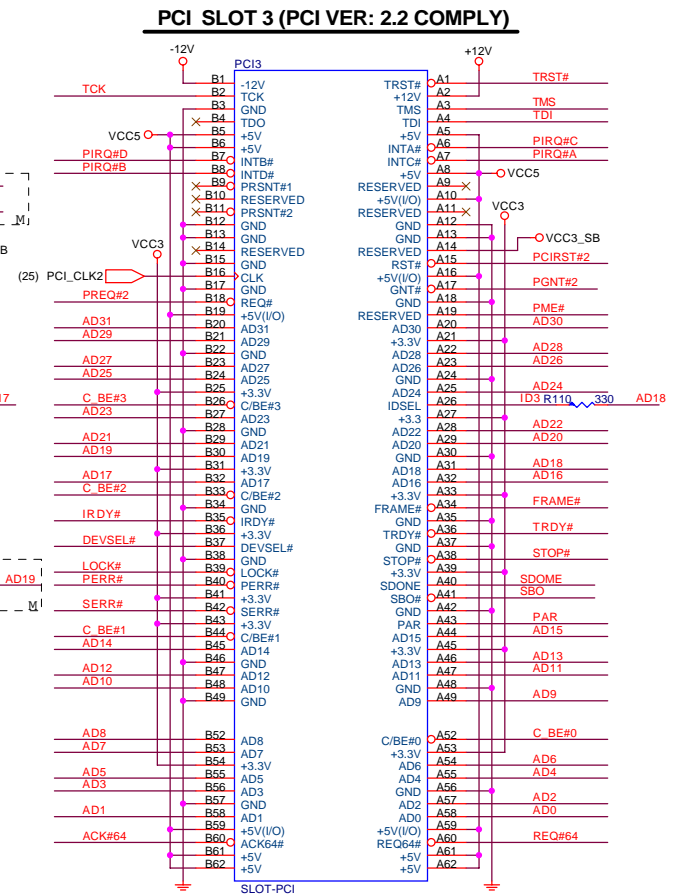 PCI SLOT 3 (PCI VER: 2.2 COMPLY)
-12V +12V
PCI3
B1 -12V TRST# A1 TRST#
TCK B2 TCK +12V A2
B3 GND TMS A3 TMS
B4 TDO TDI A4 TDI
VCC5 B5 +5V +5V A5
B6 +5V INTA# A6 PIRQ#C
PIRQ#D B7 INTB# INTC# A7 PIRQ#A
PIRQ#B B8 INTD# +5V A8 VCC5
B9 PRSNT#1 RESERVED A9
B10 RESERVED +5V(I/O) A10
B11 PRSNT#2 RESERVED A11 VCC3
M
B12 GND GND A12
B13 GND GND A13
B VCC3 B14 RESERVED RESERVED A14 VCC3_SB
B15 GND RST# A15 PCIRST#2
(25) PCI_CLK2 B16 CLK +5V(I/O) A16
B17 GND GNT# A17 PGNT#2
PREQ#2 B18 REQ# GND A18
B19 +5V(I/O) RESERVED A19 PME#
AD31 B20 AD31 AD30 A20 AD30
AD29 B21 AD29 +3.3V A21
B22 GND AD28 A22 AD28
AD27 B23 AD27 AD26 A23 AD26
AD25 B24 AD25 GND A24
B25 +3.3V AD24 A25 AD24
17 C_BE#3 B26 C/BE#3 IDSEL A26 ID3 R110 330 AD18
AD23 B27 AD23 +3.3 A27
B28 GND AD22 A28 AD22
AD21 B29 AD21 AD20 A29 AD20
AD19 B30 AD19 GND A30
B31 +3.3V AD18 A31 AD18
AD17 B32 AD17 AD16 A32 AD16
C_BE#2 B33 C/BE#2 +3.3V A33
B34 GND FRAME# A34 FRAME#
IRDY# B35 IRDY# GND A35
B36 +3.3V TRDY# A36 TRDY#
DEVSEL# B37 DEVSEL# GND A37
B38 GND STOP# A38 STOP#
LOCK# B39 LOCK# +3.3V A39
AD19 PERR# B40 PERR# SDONE A40 SDOME
B41 +3.3V SBO# A41 SBO
M SERR# B42 SERR# GND A42
B43 +3.3V PAR A43 PAR
C_BE#1 B44 C/BE#1 AD15 A44 AD15
AD14 B45 AD14 +3.3V A45
B46 GND AD13 A46 AD13
AD12 B47 AD12 AD11 A47 AD11
AD10 B48 AD10 GND A48
B49 GND AD9 A49 AD9
AD8 B52 AD8 C/BE#0 A52 C_BE#0
AD7 B53 AD7 +3.3V A53
B54 +3.3V AD6 A54 AD6
AD5 B55 AD5 AD4 A55 AD4
AD3 B56 AD3 GND A56
B57 GND AD2 A57 AD2
AD1 B58 AD1 AD0 A58 AD0
B59 +5V(I/O) +5V(I/O) A59
ACK#64 B60 ACK64# REQ64# A60 REQ#64
B61 +5V +5V A61
B62 +5V +5V A62
SLOT-PCI